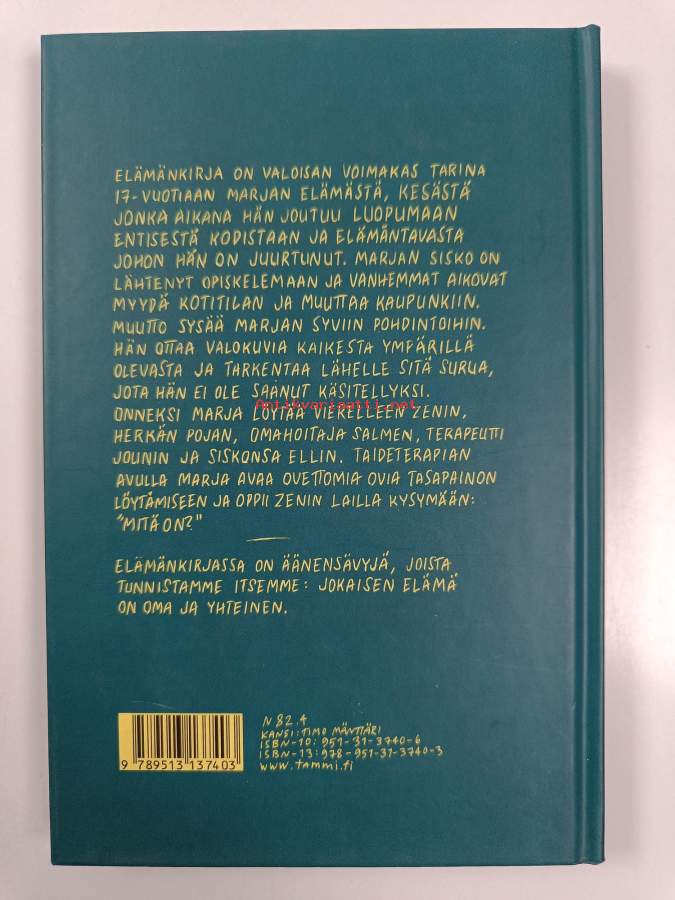 ELÄMÄNKIRJA ON VALOISAN VOIMAKAS TARINA
17-VUOTIAAN MARJAN ELÄMÄSTÄ, KESÄSTÄ
JONKA AIKANA HÄN JOUTUU LUOPUMAAN
ENTISESTÄ KODISTAAN JA ELÄMÄNTAVASTA
JOHON HÄN ON JUURTUNUT. MARJAN SISKO ON
LÄHTENYT OPISKELEMAAN JA VANHEMMAT AIKOVAT
MYYDÄ KOTITILAN JA MUUTTAA KAUPUNKIIN.
MUUTTO SYSÄÄ MARJAN SYVIIN POHDINTOIHIN.
HÄN OTTAA VALOKUVIA KAIKESTA YMPÄRILLÄ
OLEVASTA JA TARKENTAA LÄHELLE SITÄ SURUA,
JOTA HÄN EI OLE SAANUT KÄSITELLYKSI.
Antikvariaatti.net
ONNEKSI MARJA LÖYTÄÄ VIERELLEEN ZENIN,
HERKÄN POJAN, OMAHOITAJA SALMEN, TERAPEUTTI
JOUNIN JA SISKONSA ELLIN. TAIDETERAPIAN
AVULLA MARJA AVAA OVETTOMIA OVIA TASAPAINON
LÖYTÄMISEEN JA OPPII ZENIN LAILLA KYSYMÄÄN:
"MITÄ ON?"
ELÄMÄNKIRJASSA ON ÄÄNENSÄVYJÄ, JOISTA
TUNNISTAMME ITSEMME: JOKAISEN ELÄMÄ
ON OMA JA YHTEINEN.
N 82.4
KANSI: TIMO MÄNTTÄRI
ISBN-10: 951-31-3740-6
ISBN-13: 978-951-31-3740-3
www.tammi.fi
9 789513 137403